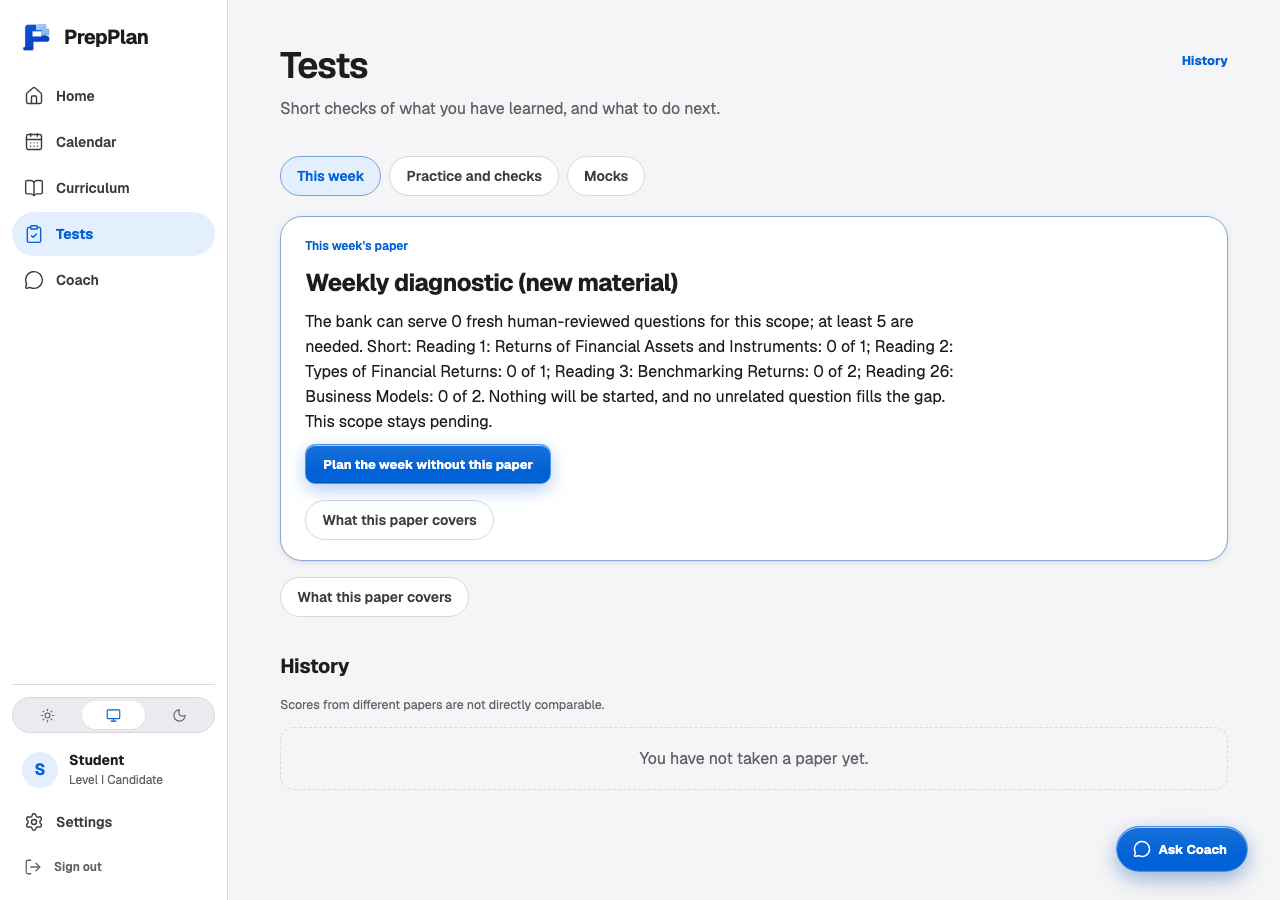 PrepPlan
Home
Calendar
Curriculum
Tests
Coach
Tests
History
Short checks of what you have learned, and what to do next.
This week
Practice and checks
Mocks
This week's paper
Weekly diagnostic (new material)
The bank can serve 0 fresh human-reviewed questions for this scope; at least 5 are
needed. Short: Reading 1: Returns of Financial Assets and Instruments: 0 of 1; Reading 2:
Types of Financial Returns: 0 of 1; Reading 3: Benchmarking Returns: 0 of 2; Reading 26:
Business Models: 0 of 2. Nothing will be started, and no unrelated question fills the gap.
This scope stays pending.
Plan the week without this paper
What this paper covers
What this paper covers
History
Scores from different papers are not directly comparable.
You have not taken a paper yet.
S
Student
Level I Candidate
Settings
Sign out
Ask Coach